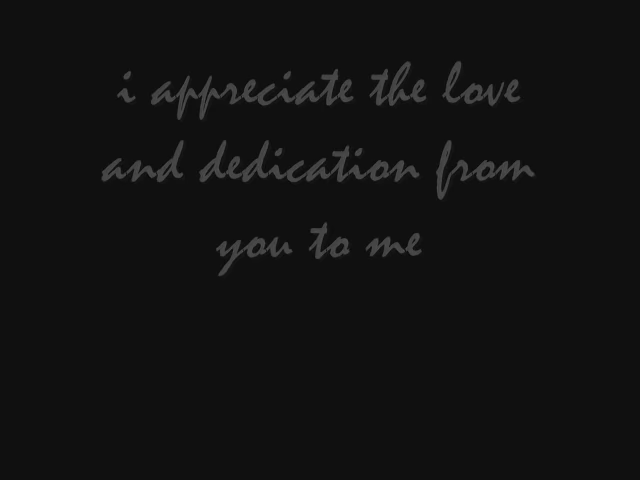 i appreciate the love
and dedication from
you to me